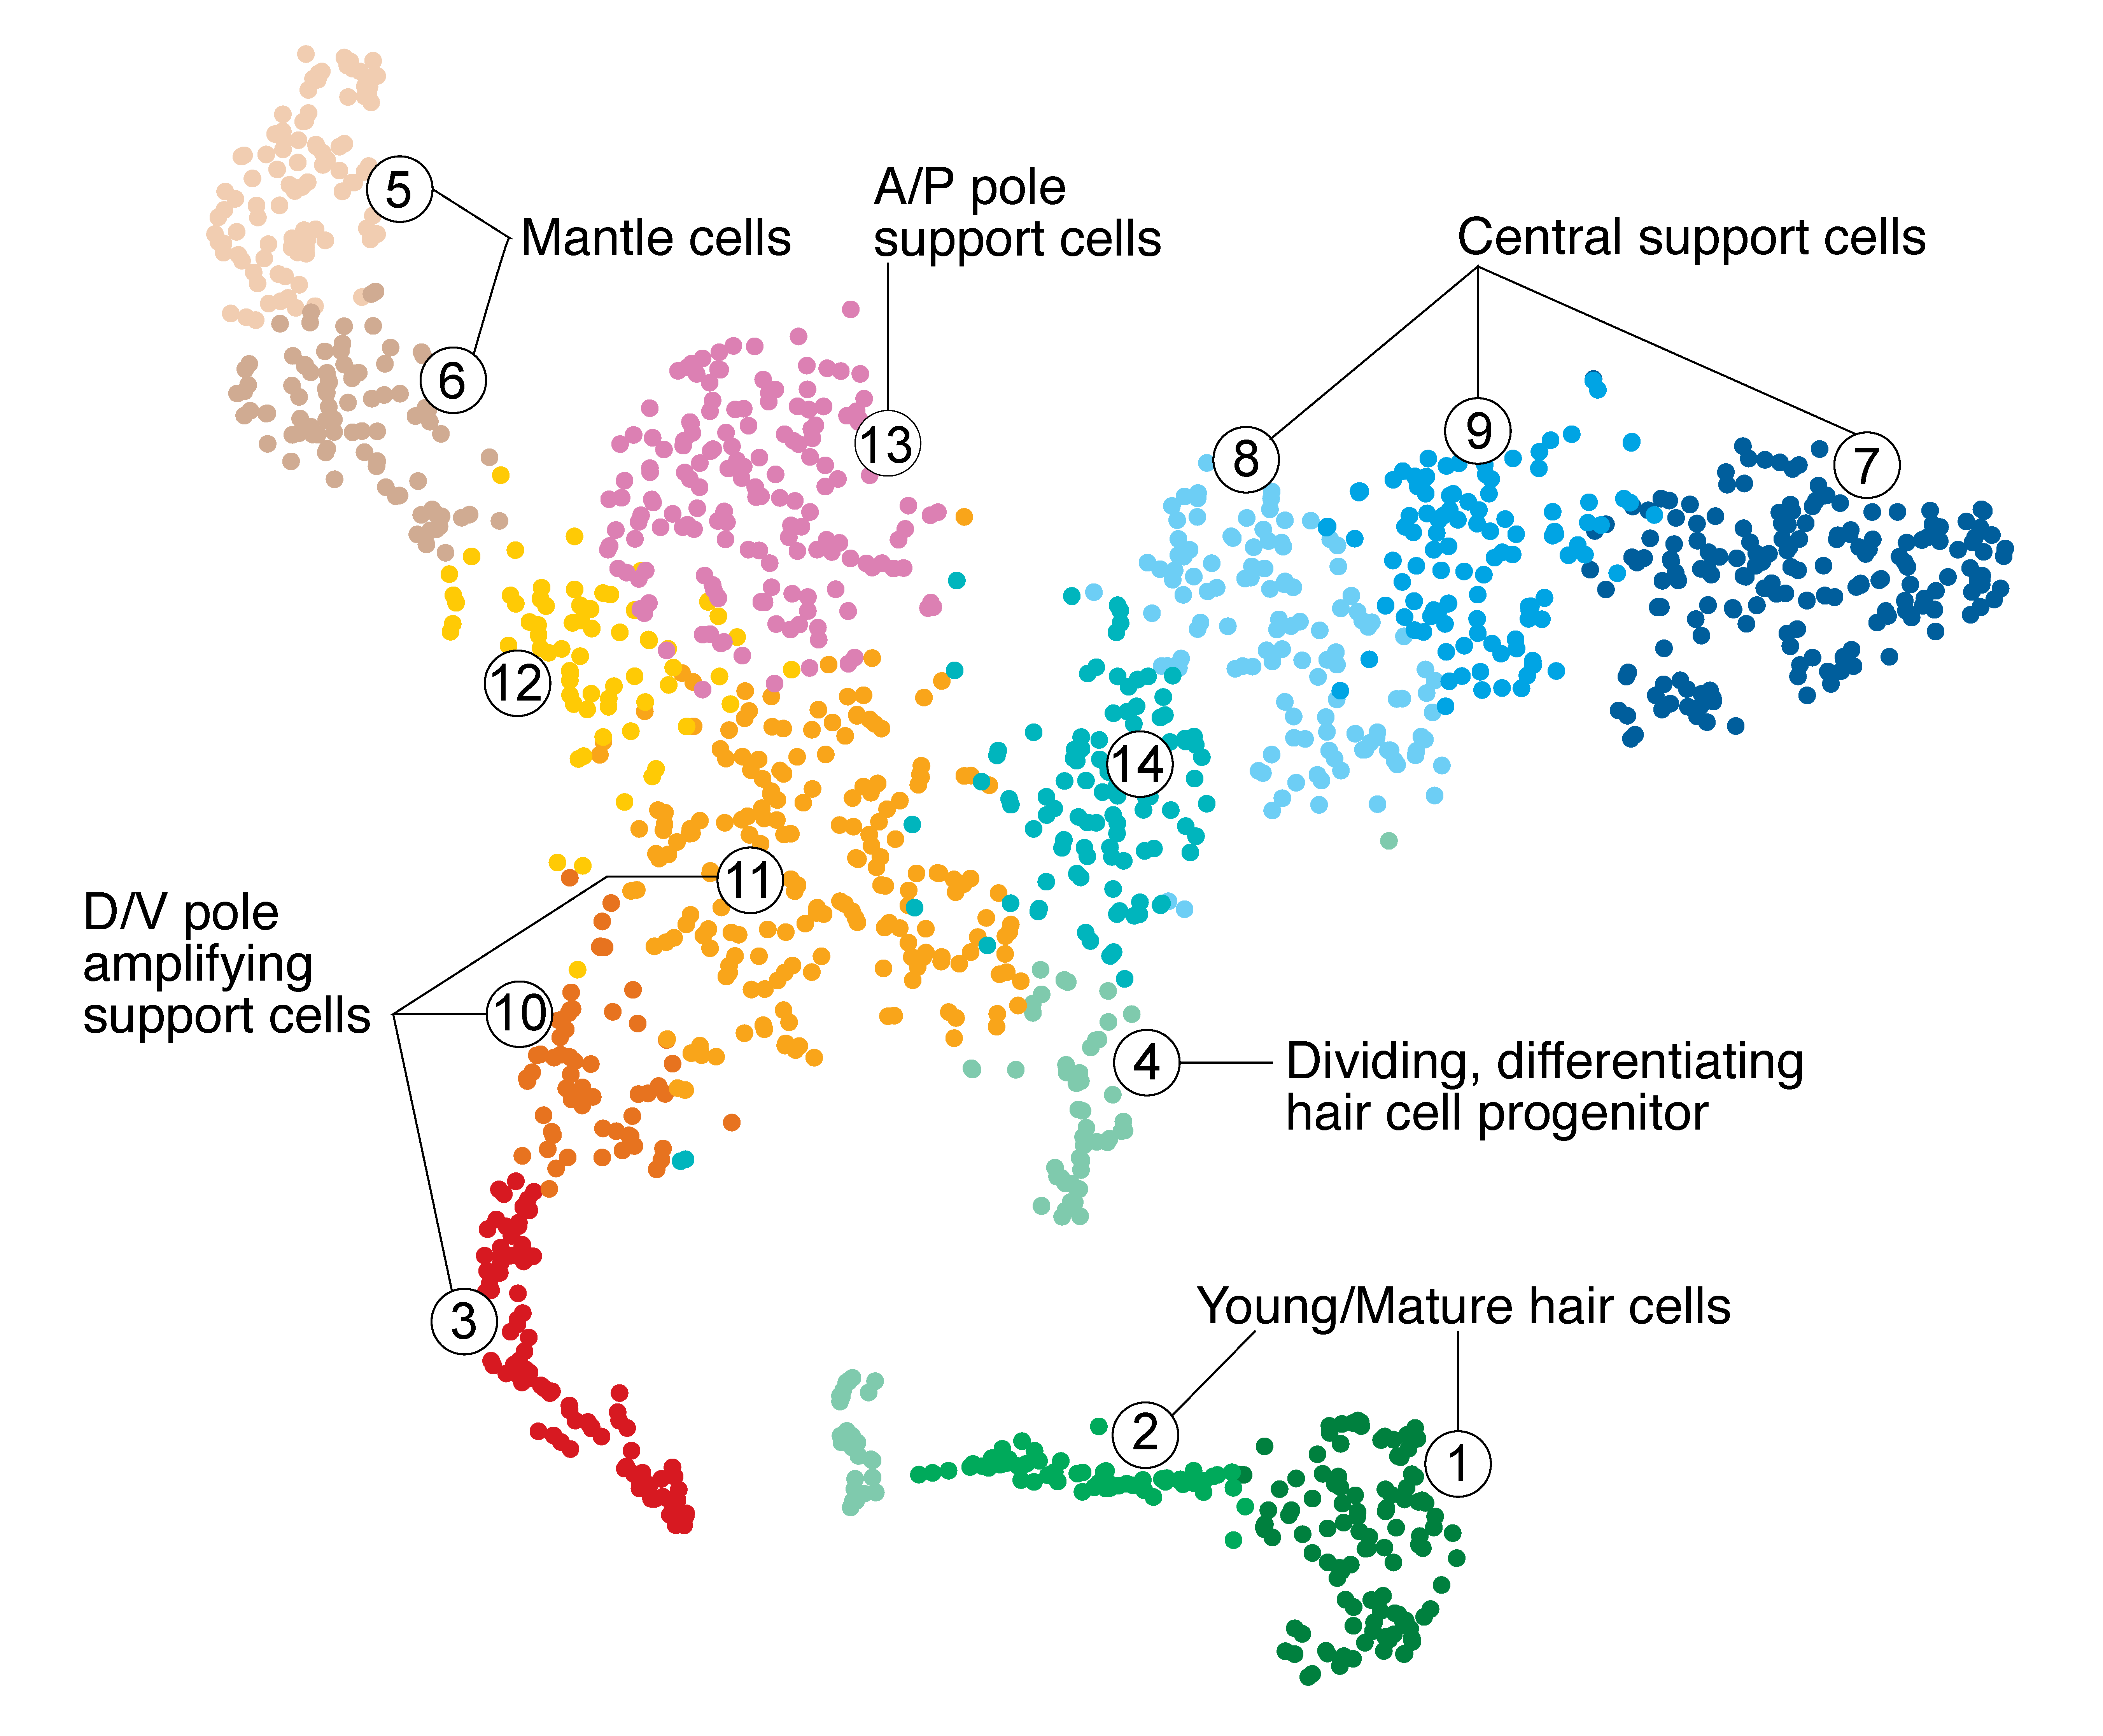 5
Mantle cells
6
A/P pole
support cells
13
Central support cells
8
9
7
12
14
11
D/V pole
amplifying
support cells
10
3
4
Dividing, differentiating
hair cell progenitor
Young/Mature hair cells
2
1